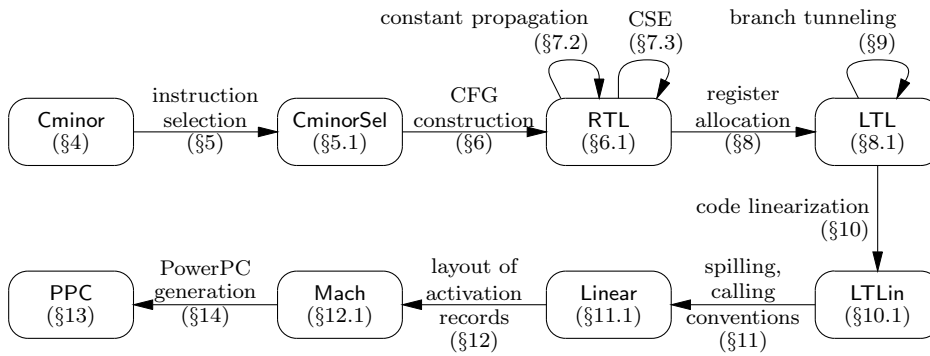 constant propagation
(§7.2)
CSE
(§7.3)
branch tunneling
(§9)
Cminor
(§4)
instruction
selection
(§5)
CminorSel
(§5.1)
CFG
construction
(§6)
RTL
(§6.1)
register
allocation
(§8)
LTL
(§8.1)
code linearization
(§10)
PPC
(§13)
PowerPC
generation
(§14)
Mach
(§12.1)
layout of
activation
records
(§12)
Linear
(§11.1)
spilling,
calling
conventions
(§11)
LTLin
(§10.1)